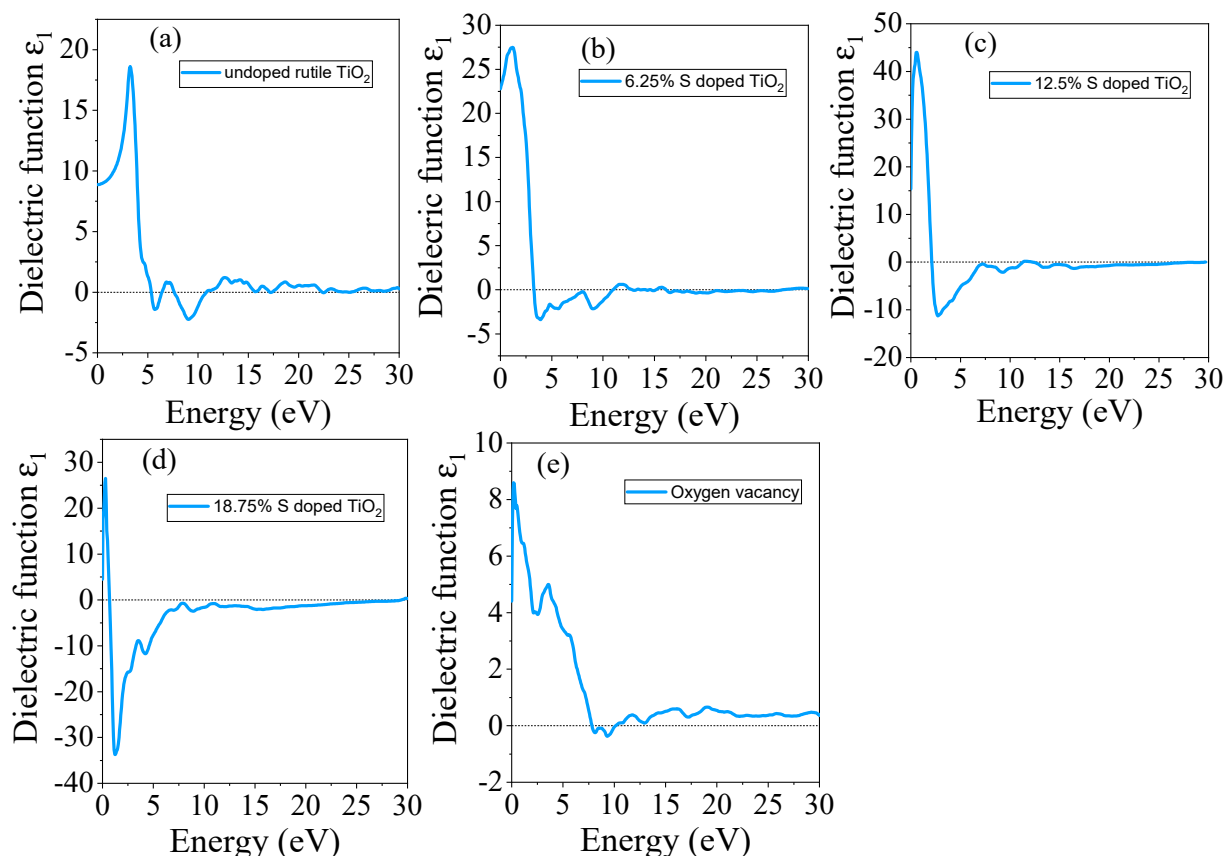 (a)
undoped rutile TiO₂
Dielectric function ε₁
20
15
10
5
0
-5
0 5 10 15 20 25 30
Energy (eV)
(b)
6.25% S doped TiO₂
Dielecric function ε₁
30
25
20
15
10
5
0
-5
0 5 10 15 20 25 30
Energy (eV)
(c)
12.5% S doped TiO₂
Dielectric function ε₁
50
40
30
20
10
0
-10
-20
0 5 10 15 20 25 30
Energy (eV)
(d)
18.75% S doped TiO₂
Dielectric function ε₁
30
20
10
0
-10
-20
-30
-40
0 5 10 15 20 25 30
Energy (eV)
(e)
Oxygen vacancy
Dielectric function ε₁
10
8
6
4
2
0
-2
0 5 10 15 20 25 30
Energy (eV)